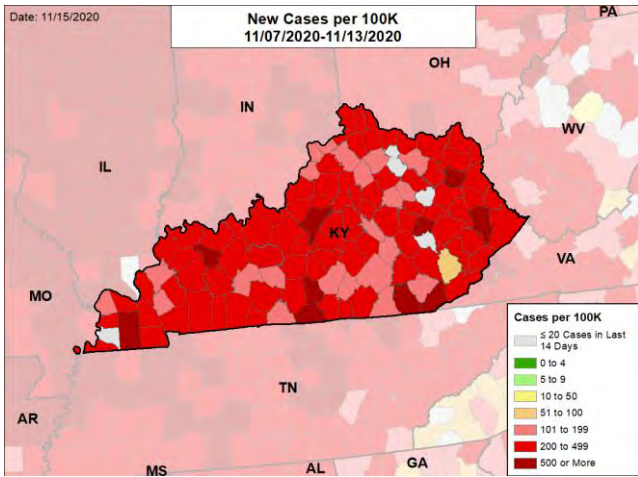 Date: 11/15/2020
New Cases per 100K
11/07/2020-11/13/2020
PA
OH
IN
WV
IL
KY
VA
MO
TN
AR
MS
AL
GA
Cases per 100K
≤ 20 Cases in Last
14 Days
0 to 4
5 to 9
10 to 50
51 to 100
101 to 199
200 to 499
500 or More